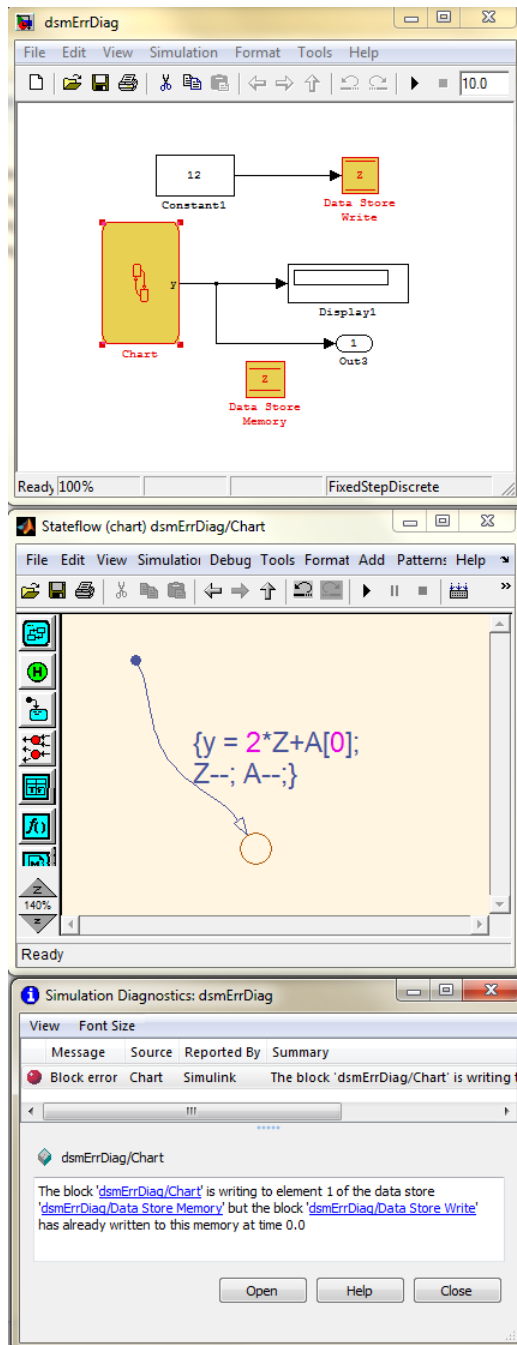 dsmErrDiag
File Edit View Simulation Format Tools Help
10.0
12
Constant1
z
Data Store
Write
y
Chart
Display1
1
Out3
z
Data Store
Memory
Ready 100% FixedStepDiscrete
Stateflow (chart) dsmErrDiag/Chart
File Edit View Simulation Debug Tools Format Add Patterns Help
{y = 2*Z+A[0];
Z--; A--;}
z
140%
z
Ready
Simulation Diagnostics: dsmErrDiag
View Font Size
Message Source Reported By Summary
Block error Chart Simulink The block 'dsmErrDiag/Chart' is writing t
dsmErrDiag/Chart
The block 'dsmErrDiag/Chart' is writing to element 1 of the data store
'dsmErrDiag/Data Store Memory' but the block 'dsmErrDiag/Data Store Write'
has already written to this memory at time 0.0
Open Help Close